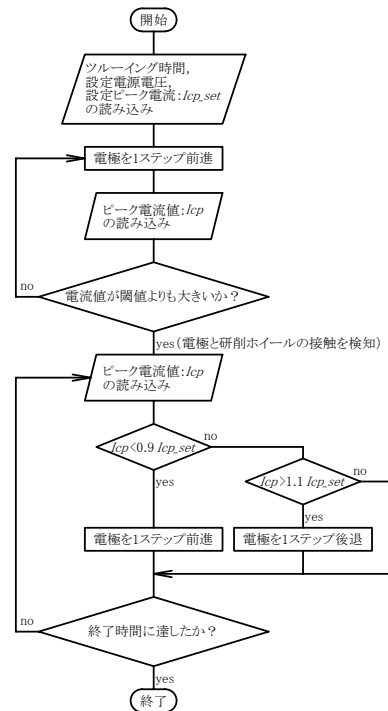 開始
ツルーイング時間,
設定電源電圧,
設定ピーク電流:Icp_set
の読み込み
電極を1ステップ前進
ピーク電流値:Icp
の読み込み
no
電流値が閾値よりも大きいか?
yes(電極と研削ホイールの接触を検知)
ピーク電流値:Icp
の読み込み
Icp<0.9 Icp_set
no
yes
Icp>1.1 Icp_set
no
yes
電極を1ステップ前進
電極を1ステップ後退
no
終了時間に達したか?
yes
終了